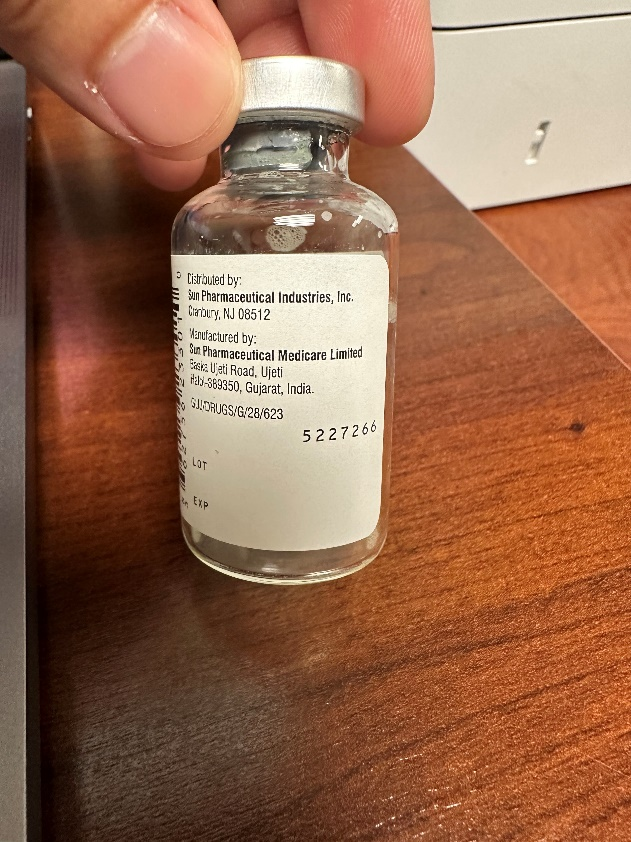 Distributed by:
Sun Pharmaceutical Industries, Inc.
Cranbury, NJ 08512
Manufactured by:
Sun Pharmaceutical Medicare Limited
Baska Ujeti Road, Ujeti
Halol-389350, Gujarat, India.
GUJ/DRUGS/G/28/623
5227266
LOT
EXP